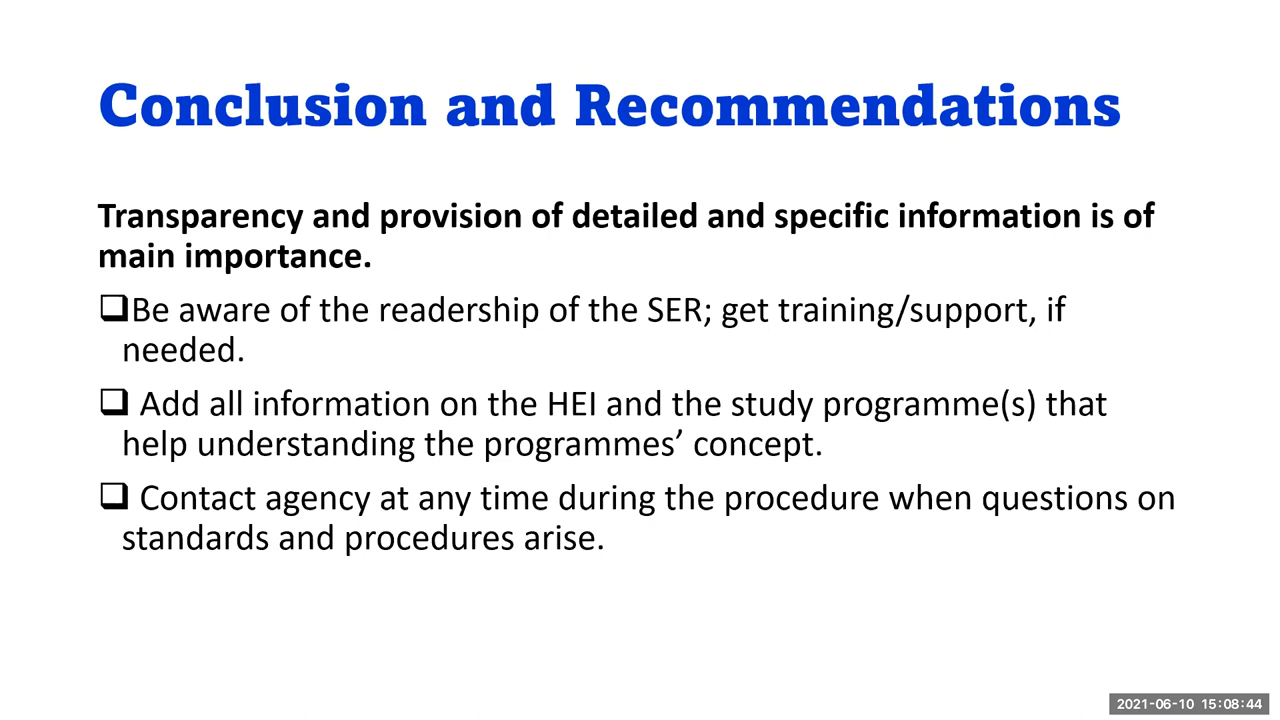 Conclusion and Recommendations
Transparency and provision of detailed and specific information is of
main importance.
❑Be aware of the readership of the SER; get training/support, if
needed.
❑ Add all information on the HEI and the study programme(s) that
help understanding the programmes’ concept.
❑ Contact agency at any time during the procedure when questions on
standards and procedures arise.
2021-06-10 15:08:44